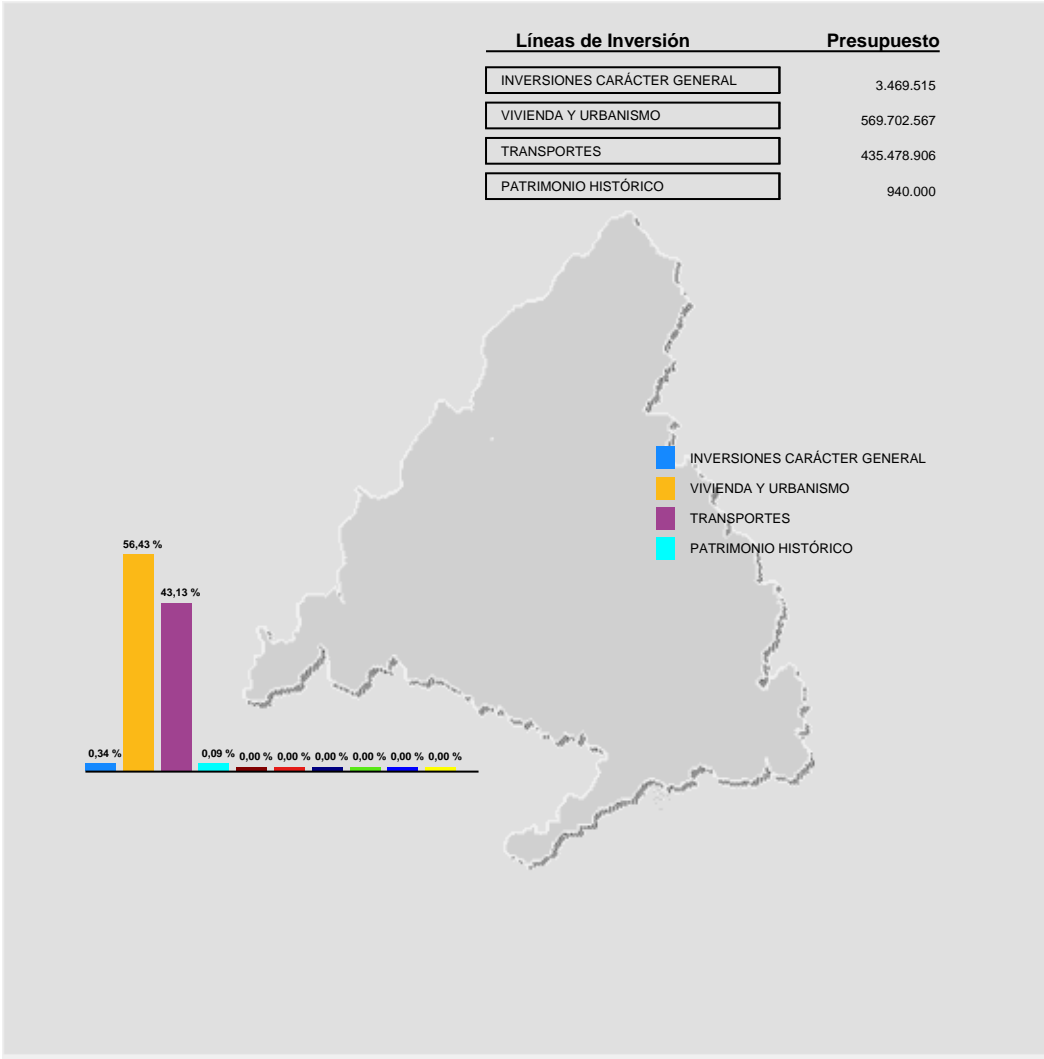 Líneas de Inversión Presupuesto
INVERSIONES CARÁCTER GENERAL 3.469.515
VIVIENDA Y URBANISMO 569.702.567
TRANSPORTES 435.478.906
PATRIMONIO HISTÓRICO 940.000
INVERSIONES CARÁCTER GENERAL
VIVIENDA Y URBANISMO
TRANSPORTES
PATRIMONIO HISTÓRICO
56,43 %
43,13 %
0,34 % 0,09 % 0,00 % 0,00 % 0,00 % 0,00 % 0,00 % 0,00 %